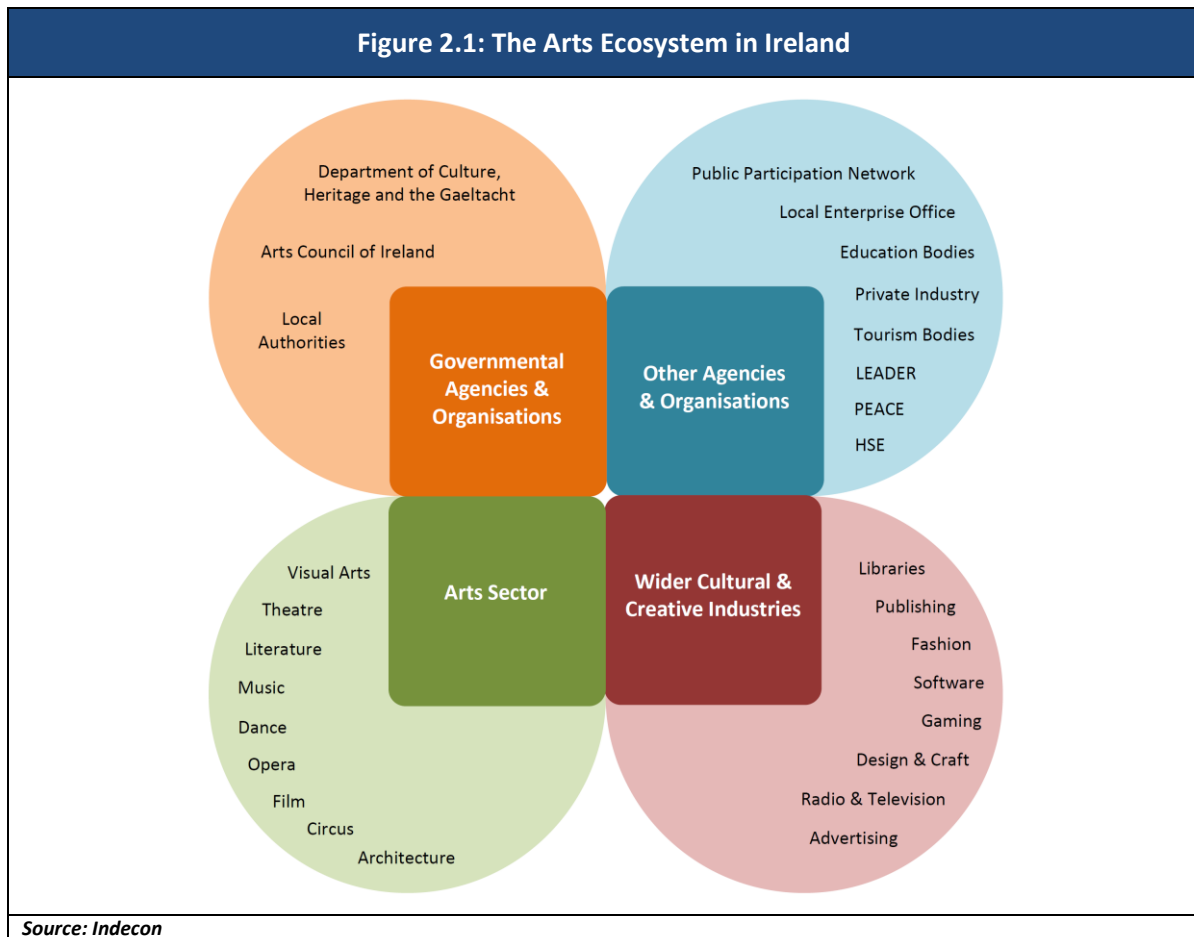 Figure 2.1: The Arts Ecosystem in Ireland
Department of Culture,
Heritage and the Gaeltacht
Arts Council of Ireland
Local
Authorities
Governmental
Agencies &
Organisations
Public Participation Network
Local Enterprise Office
Education Bodies
Private Industry
Tourism Bodies
LEADER
PEACE
HSE
Other Agencies
& Organisations
Arts Sector
Visual Arts
Theatre
Literature
Music
Dance
Opera
Film
Circus
Architecture
Wider Cultural &
Creative Industries
Libraries
Publishing
Fashion
Software
Gaming
Design & Craft
Radio & Television
Advertising
Source: Indecon